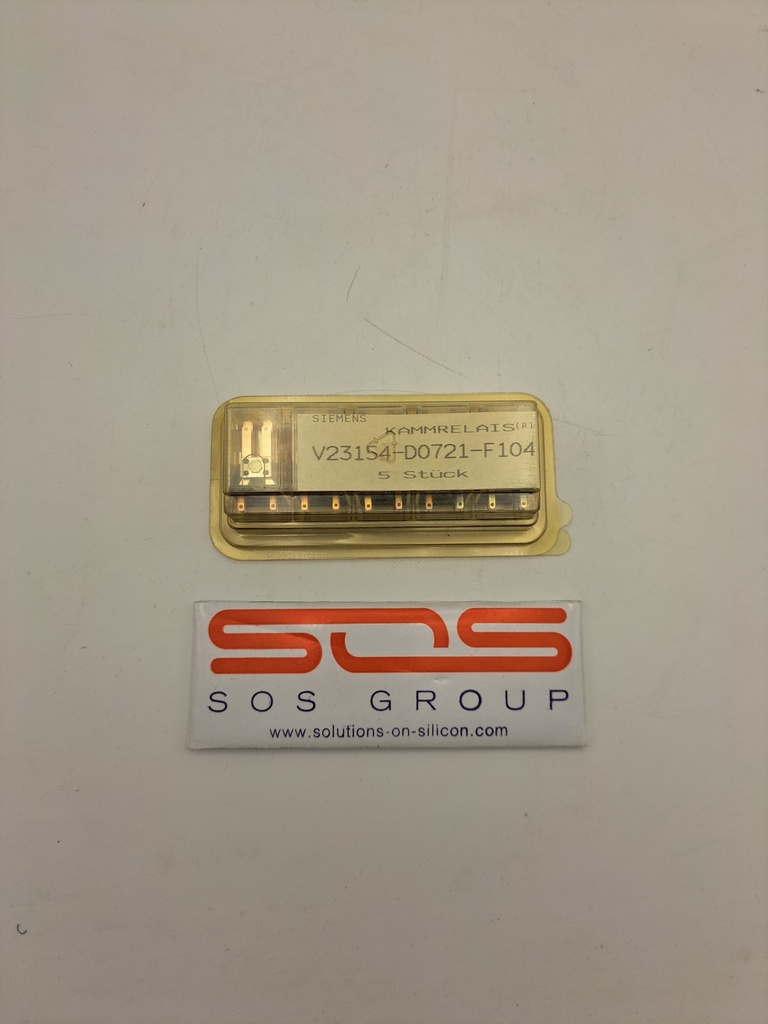 SIEMENS
KAMMRELAIS(R)
V23154-D0721-F104
5 Stück
SOS
SOS GROUP
www.solutions-on-silicon.com